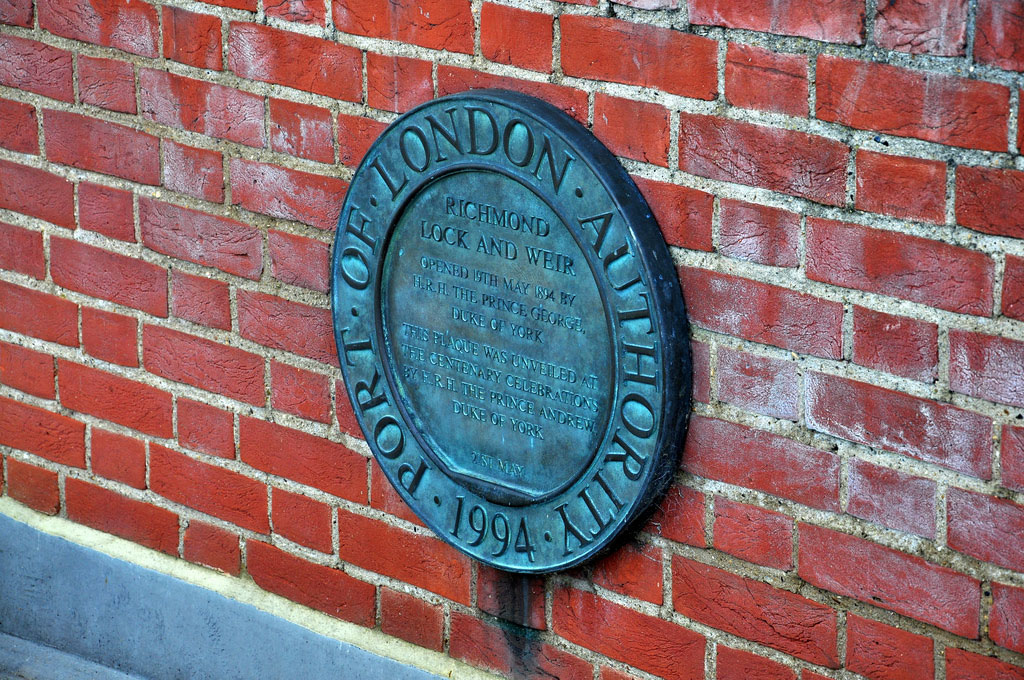 PORT · OF · LONDON · AUTHORITY
· 1994 ·
RICHMOND
LOCK AND WEIR
OPENED 19TH MAY 1894 BY
H.R.H. THE PRINCE GEORGE,
DUKE OF YORK
THIS PLAQUE WAS UNVEILED AT
THE CENTENARY CELEBRATIONS
BY H.R.H. THE PRINCE ANDREW
DUKE OF YORK
MAY